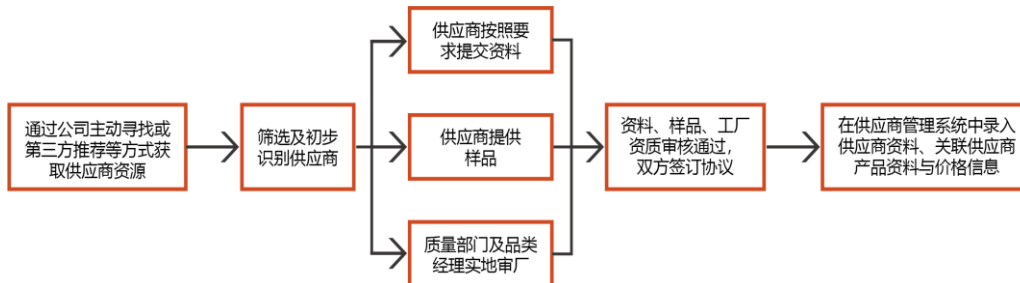 通过公司主动寻找或
第三方推荐等方式获
取供应商资源
筛选及初步
识别供应商
供应商按照要
求提交资料
供应商提供
样品
质量部门及品类
经理实地审厂
资料、样品、工厂
资质审核通过，
双方签订协议
在供应商管理系统中录入
供应商资料、关联供应商
产品资料与价格信息